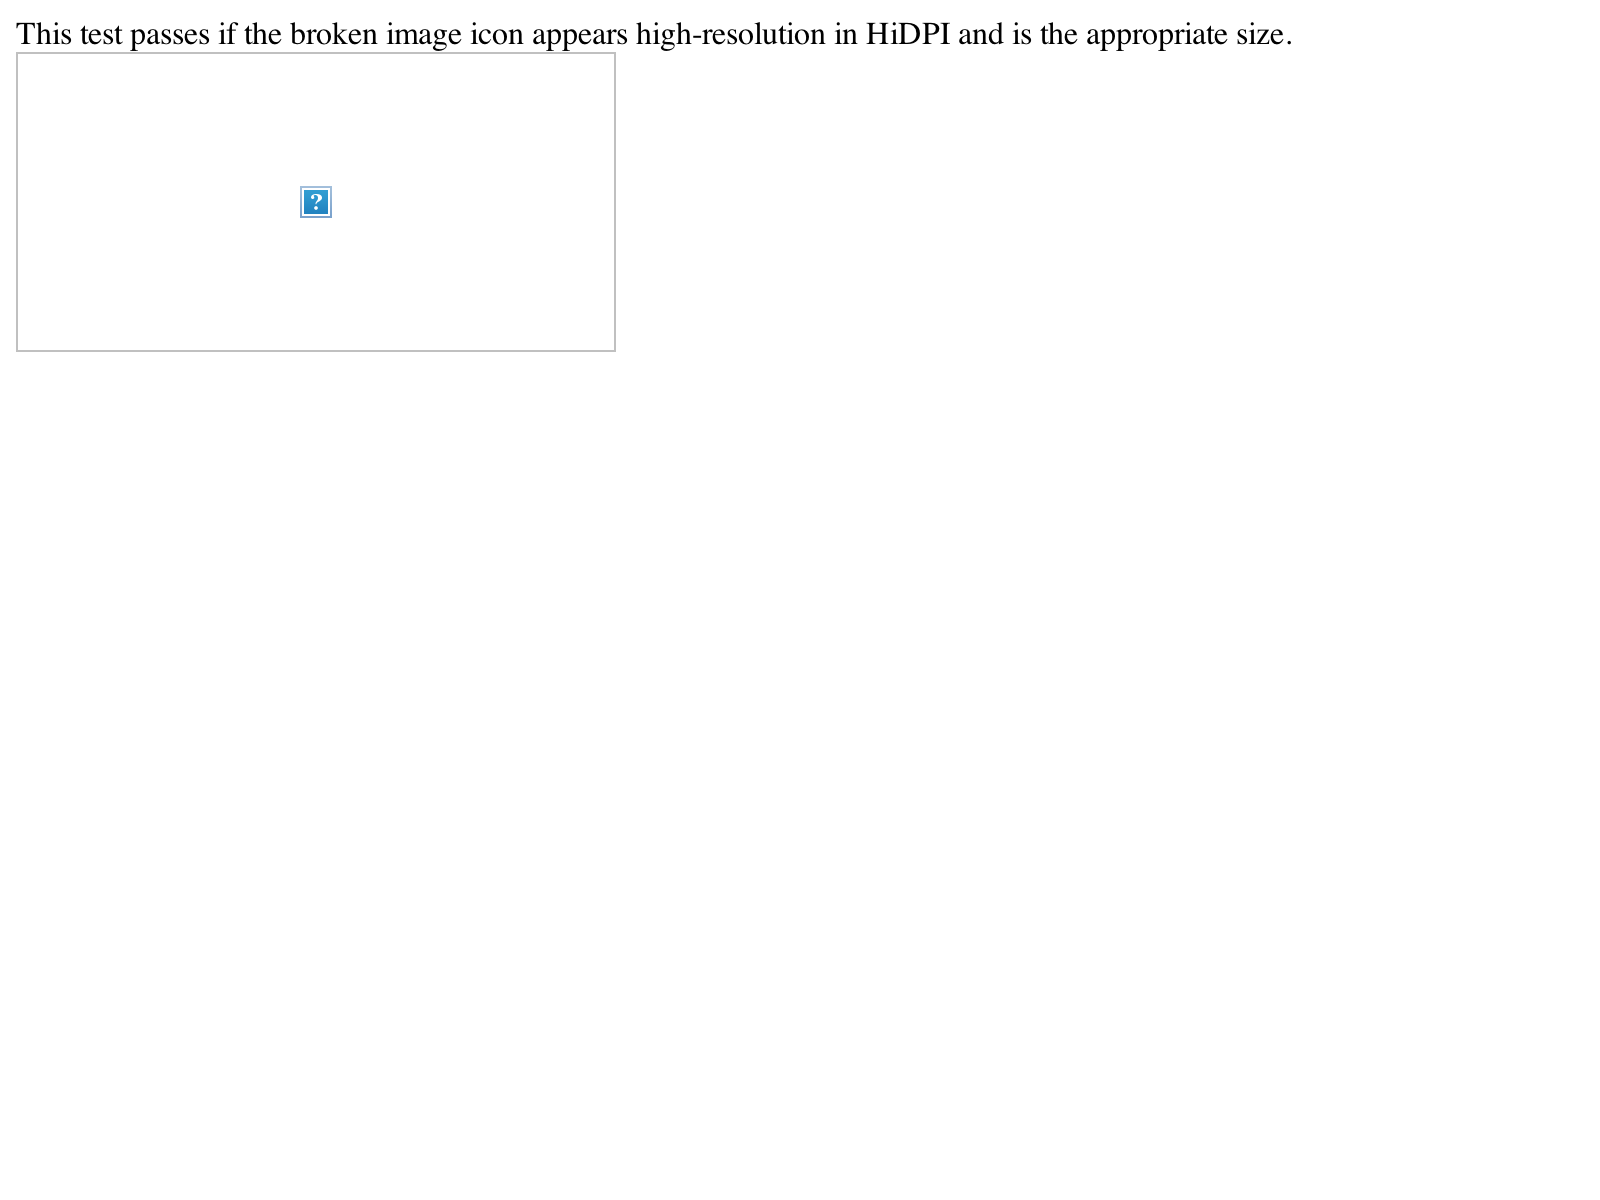 This test passes if the broken image icon appears high-resolution in HiDPI and is the appropriate size.
?